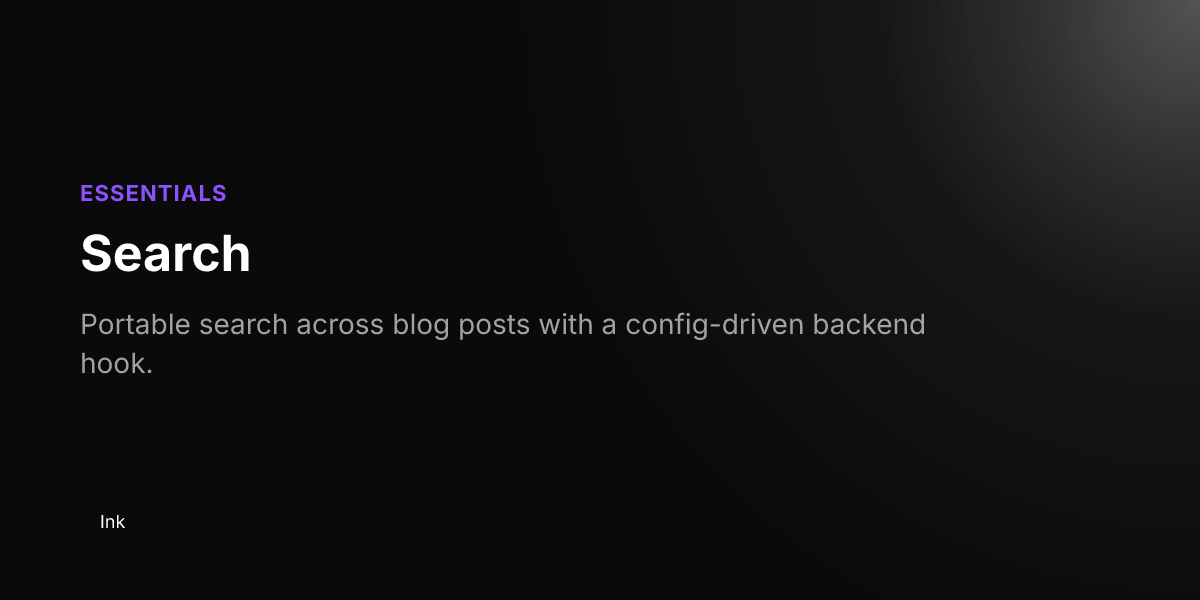 ESSENTIALS
Search
Portable search across blog posts with a config-driven backend
hook.
Ink